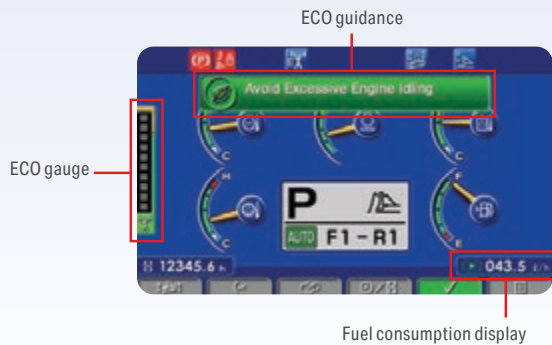 ECO guidance
(P)
Avoid Excessive Engine Idling
ECO gauge
C
C
H
F
P
AUTO F1-R1
C
E
12345.6 h
043.5
Fuel consumption display